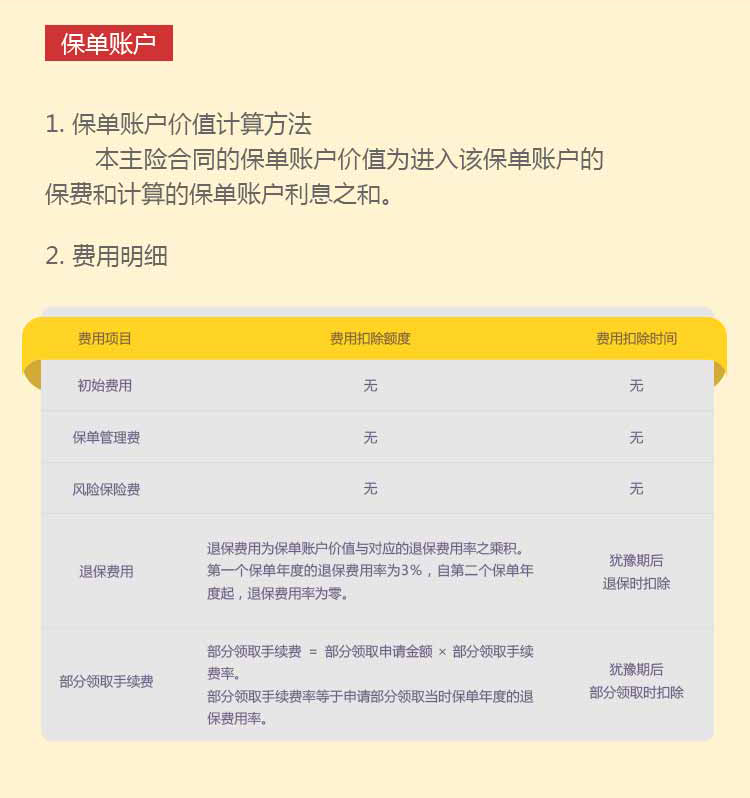 保单账户
1. 保单账户价值计算方法
本主险合同的保单账户价值为进入该保单账户的
保费和计算的保单账户利息之和。
2. 费用明细
费用项目 费用扣除额度 费用扣除时间
初始费用 无 无
保单管理费 无 无
风险保险费 无 无
退保费用
退保费用为保单账户价值与对应的退保费用率之乘积。
第一个保单年度的退保费用率为3%，自第二个保单年
度起，退保费用率为零。
犹豫期后
退保时扣除
部分领取手续费
部分领取手续费 = 部分领取申请金额 × 部分领取手续
费率。
部分领取手续费率等于申请部分领取当时保单年度的退
保费用率。
犹豫期后
部分领取时扣除